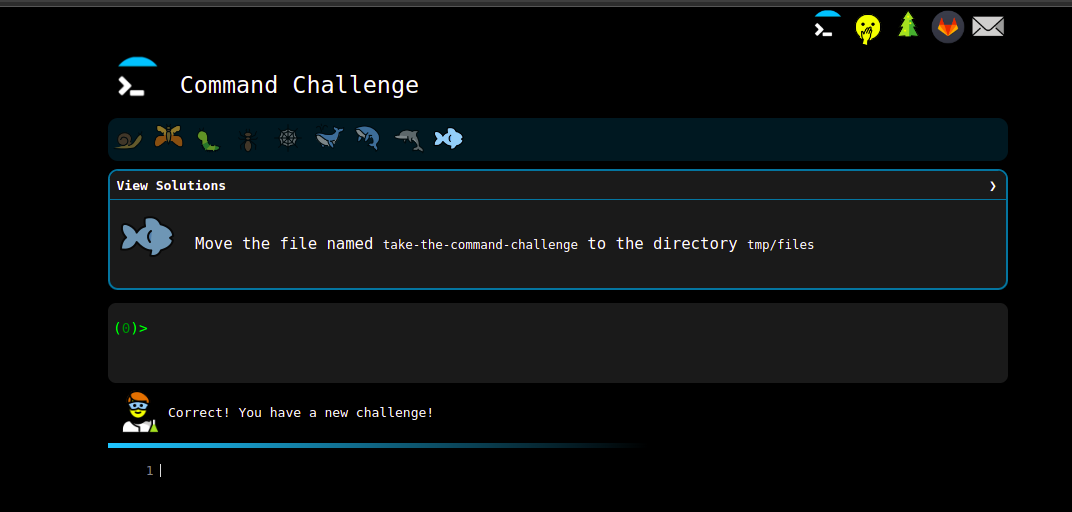 Command Challenge
View Solutions
Move the file named take-the-command-challenge to the directory tmp/files
(0)>
Correct! You have a new challenge!
1